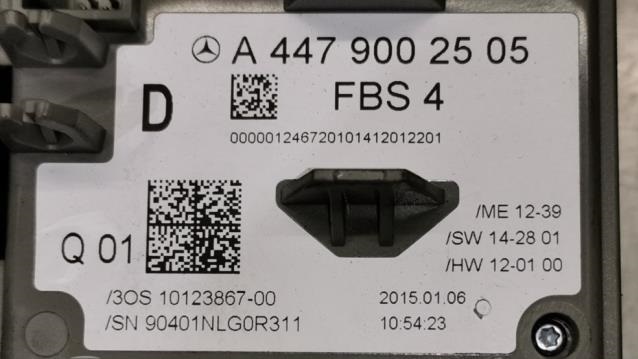 A 447 900 25 05
D FBS 4
000001246720101412012201
/ME 12-39
Q 01 /SW 14-28 01
/HW 12-01 00
/3OS 10123867-00 2015.01.06
/SN 90401NLG0R311 10:54:23